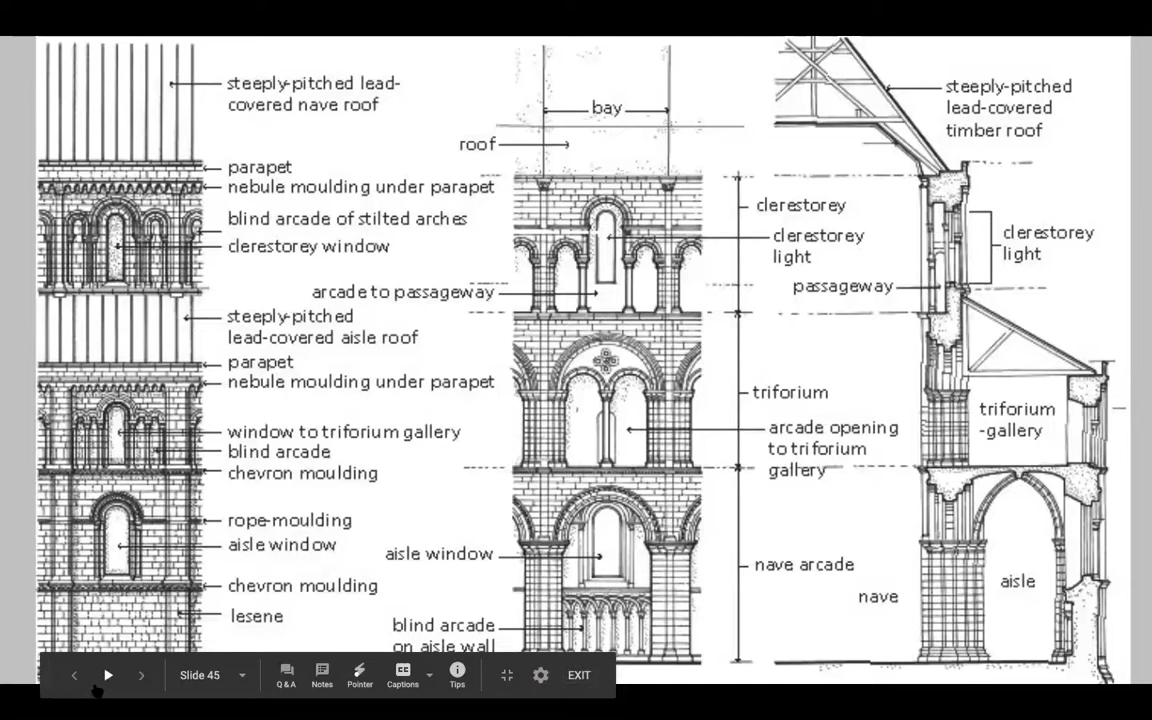 steeply-pitched lead-
covered nave roof
parapet
nebule moulding under parapet
blind arcade of stilted arches
clerestorey window
arcade to passageway
steeply-pitched
lead-covered aisle roof
parapet
nebule moulding under parapet
window to triforium gallery
blind arcade
chevron moulding
rope-moulding
aisle window
chevron moulding
lesene
bay
roof
clerestorey
clerestorey
light
triforium
arcade opening
to triforium
gallery
aisle window
nave arcade
blind arcade
on aisle wall
steeply-pitched
lead-covered
timber roof
clerestorey
light
passageway
triforium
-gallery
nave
aisle
Slide 45
Q & A
Notes
Pointer
CC
Captions
Tips
EXIT